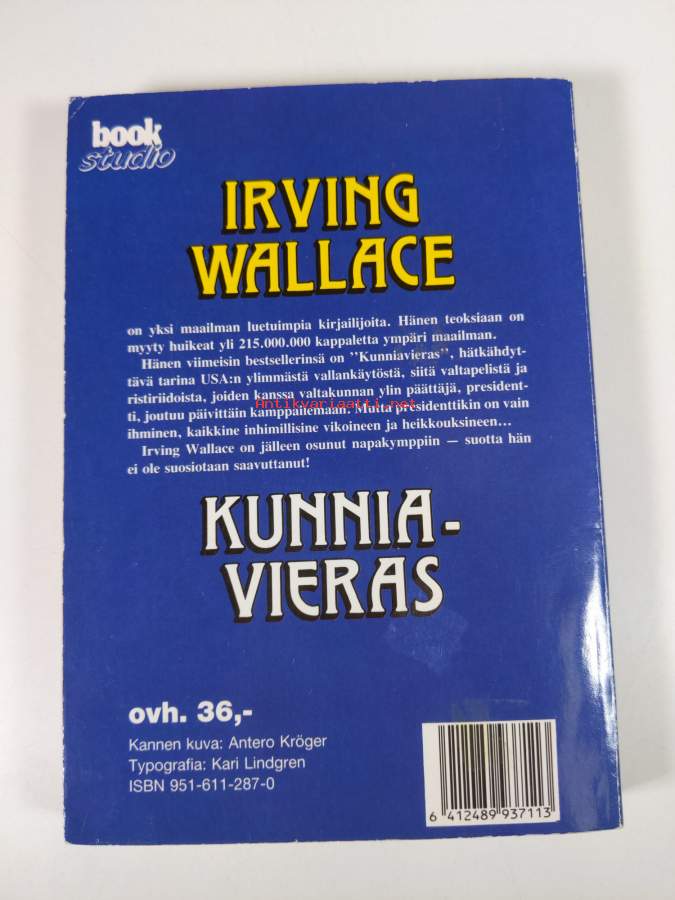 book
studio
IRVING
WALLACE
on yksi maailman luetuimpia kirjailijoita. Hänen teoksiaan on
myyty huikeat yli 215.000.000 kappaletta ympäri maailman.
Hänen viimeisin bestsellerinsä on "Kunniavieras", hätkähdyt-
tävä tarina USA:n ylimmästä vallankäytöstä, siitä valtapelistä ja
ristiriidoista, joiden kanssa valtakunnan ylin päättäjä, president-
ti, joutuu päivittäin kamppailemaan. Mutta presidenttikin on vain
Antikvariaatti.net
ihminen, kaikkine inhimillisine vikoineen ja heikkouksineen...
Irving Wallace on jälleen osunut napakymppiin — suotta hän
ei ole suosiotaan saavuttanut!
KUNNIA-
VIERAS
ovh. 36,-
Kannen kuva: Antero Kröger
Typografia: Kari Lindgren
ISBN 951-611-287-0
6 412489 937113